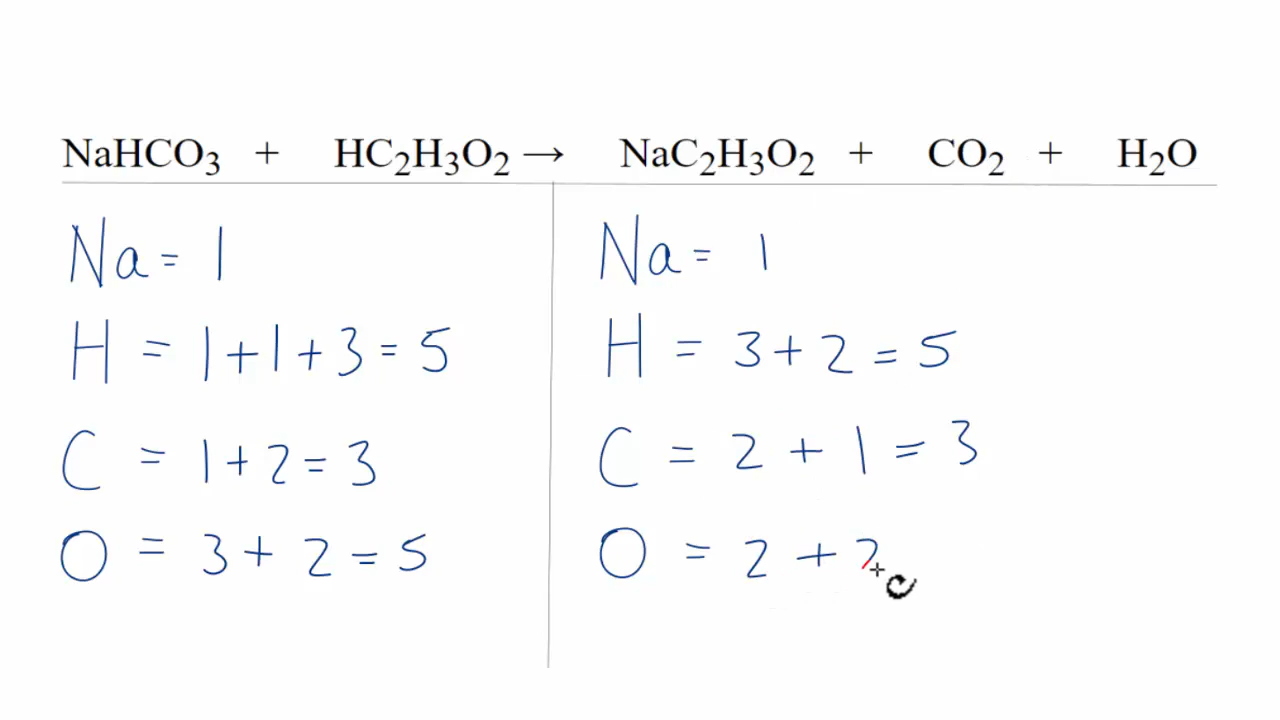 NaHCO₃ + HC₂H₃O₂ → NaC₂H₃O₂ + CO₂ + H₂O
Na = 1
H = 1+1+3 = 5
C = 1+2 = 3
O = 3+2 = 5
Na = 1
H = 3+2 = 5
C = 2+1 = 3
O = 2+2